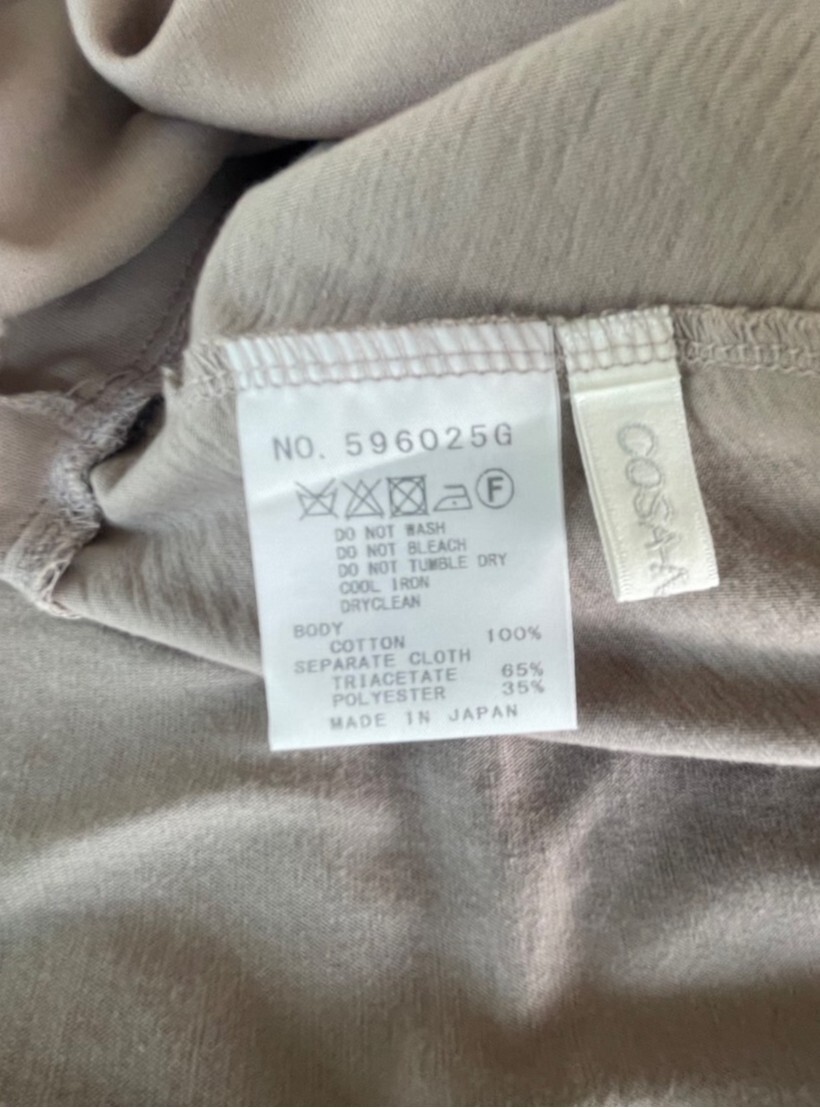 NO. 596025G
F
DO NOT WASH
DO NOT BLEACH
DO NOT TUMBLE DRY
COOL IRON
DRYCLEAN
BODY
COTTON 100%
SEPARATE CLOTH
TRIACETATE 65%
POLYESTER 35%
MADE IN JAPAN